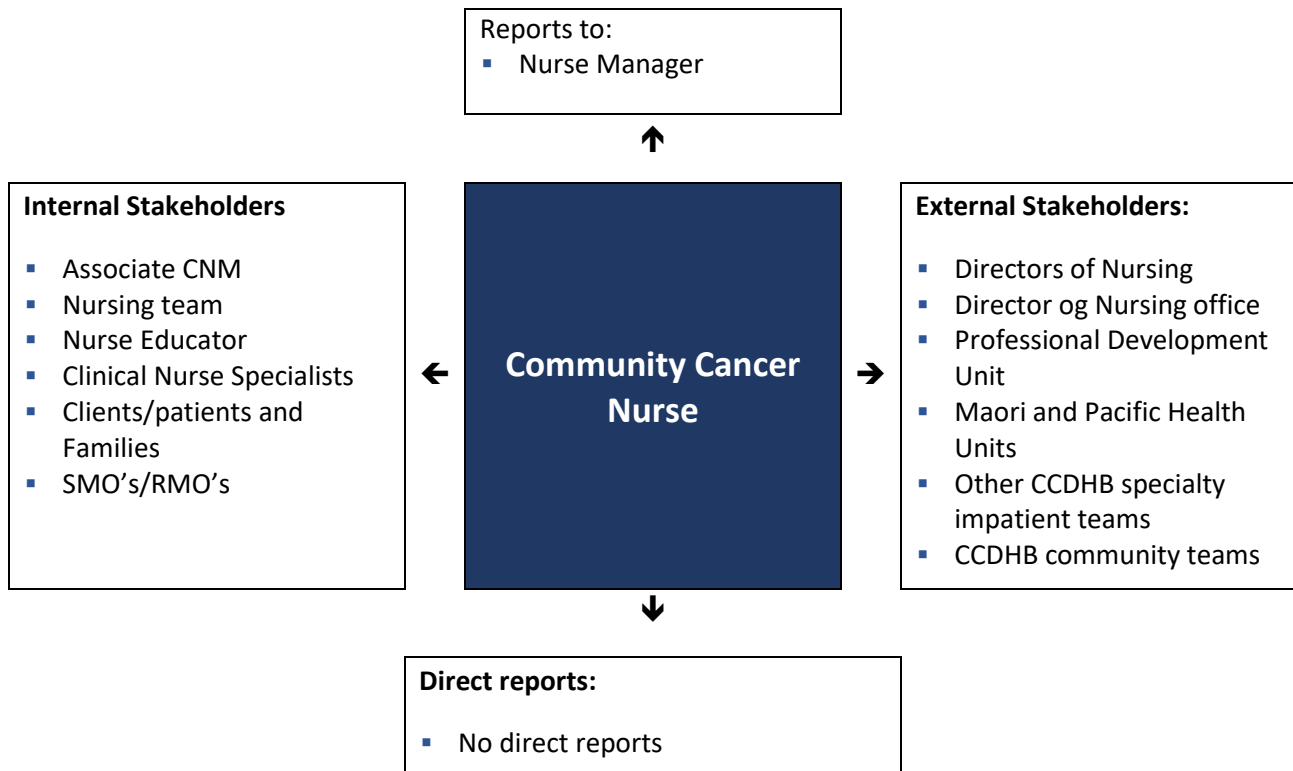 Reports to:
▪ Nurse Manager
Internal Stakeholders
▪ Associate CNM
▪ Nursing team
▪ Nurse Educator
▪ Clinical Nurse Specialists
▪ Clients/patients and
Families
▪ SMO’s/RMO’s
Community Cancer
Nurse
External Stakeholders:
▪ Directors of Nursing
▪ Director og Nursing office
▪ Professional Development
Unit
▪ Maori and Pacific Health
Units
▪ Other CCDHB specialty
impatient teams
▪ CCDHB community teams
Direct reports:
▪ No direct reports